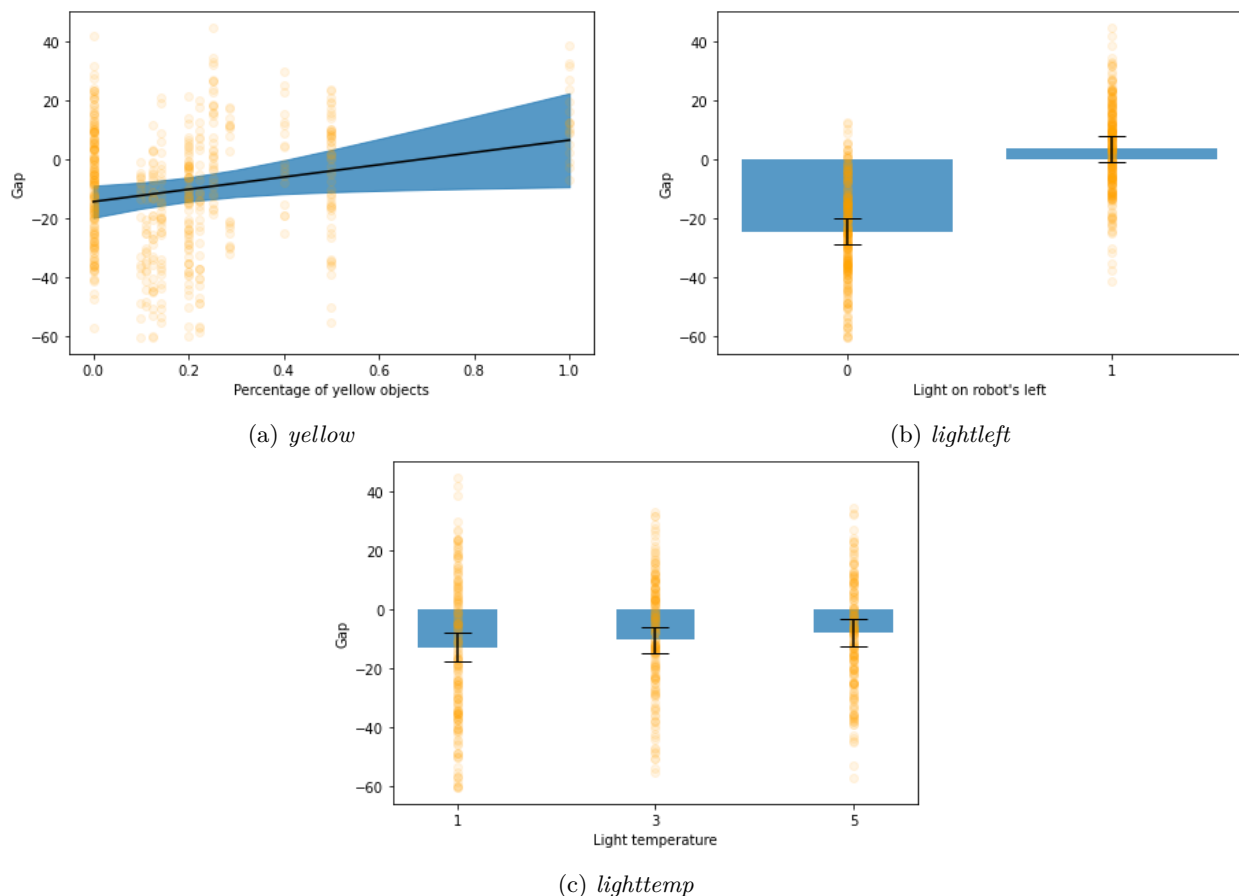 40
20
0
−20
−40
−60
Gap
0.0 0.2 0.4 0.6 0.8 1.0
Percentage of yellow objects
(a) yellow
40
20
0
−20
−40
−60
Gap
0 1
Light on robot's left
(b) lightleft
40
20
0
−20
−40
−60
Gap
1 3 5
Light temperature
(c) lighttemp